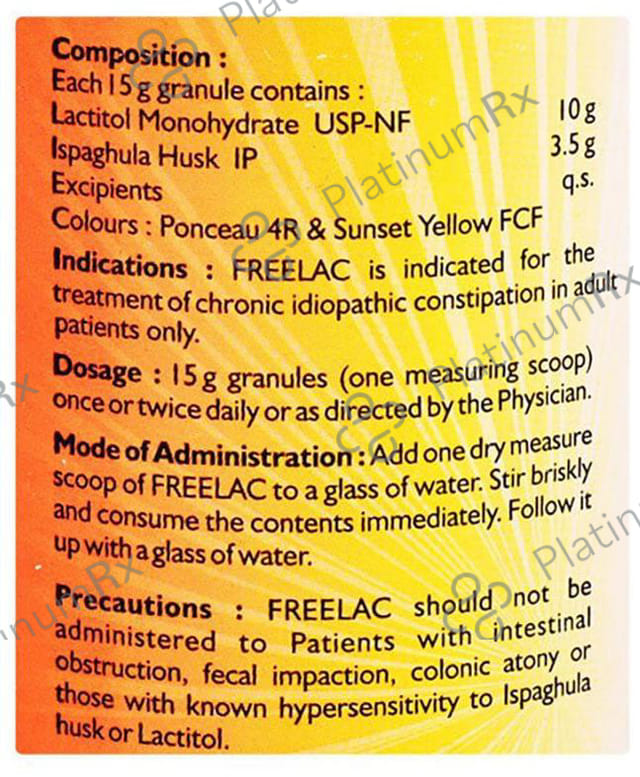 Composition :
Each 15 g granule contains :
Lactitol Monohydrate USP-NF 10 g
Ispaghula Husk IP 3.5 g
Excipients q.s.
Colours : Ponceau 4R & Sunset Yellow FCF
Indications : FREELAC is indicated for the
treatment of chronic idiopathic constipation in adult
patients only.
Dosage : 15 g granules (one measuring scoop)
once or twice daily or as directed by the Physician.
Mode of Administration : Add one dry measure
scoop of FREELAC to a glass of water. Stir briskly
and consume the contents immediately. Follow it
up with a glass of water.
Precautions : FREELAC should not be
administered to Patients with intestinal
obstruction, fecal impaction, colonic atony or
those with known hypersensitivity to Ispaghula
husk or Lactitol.
PlatinumRx
PlatinumRx